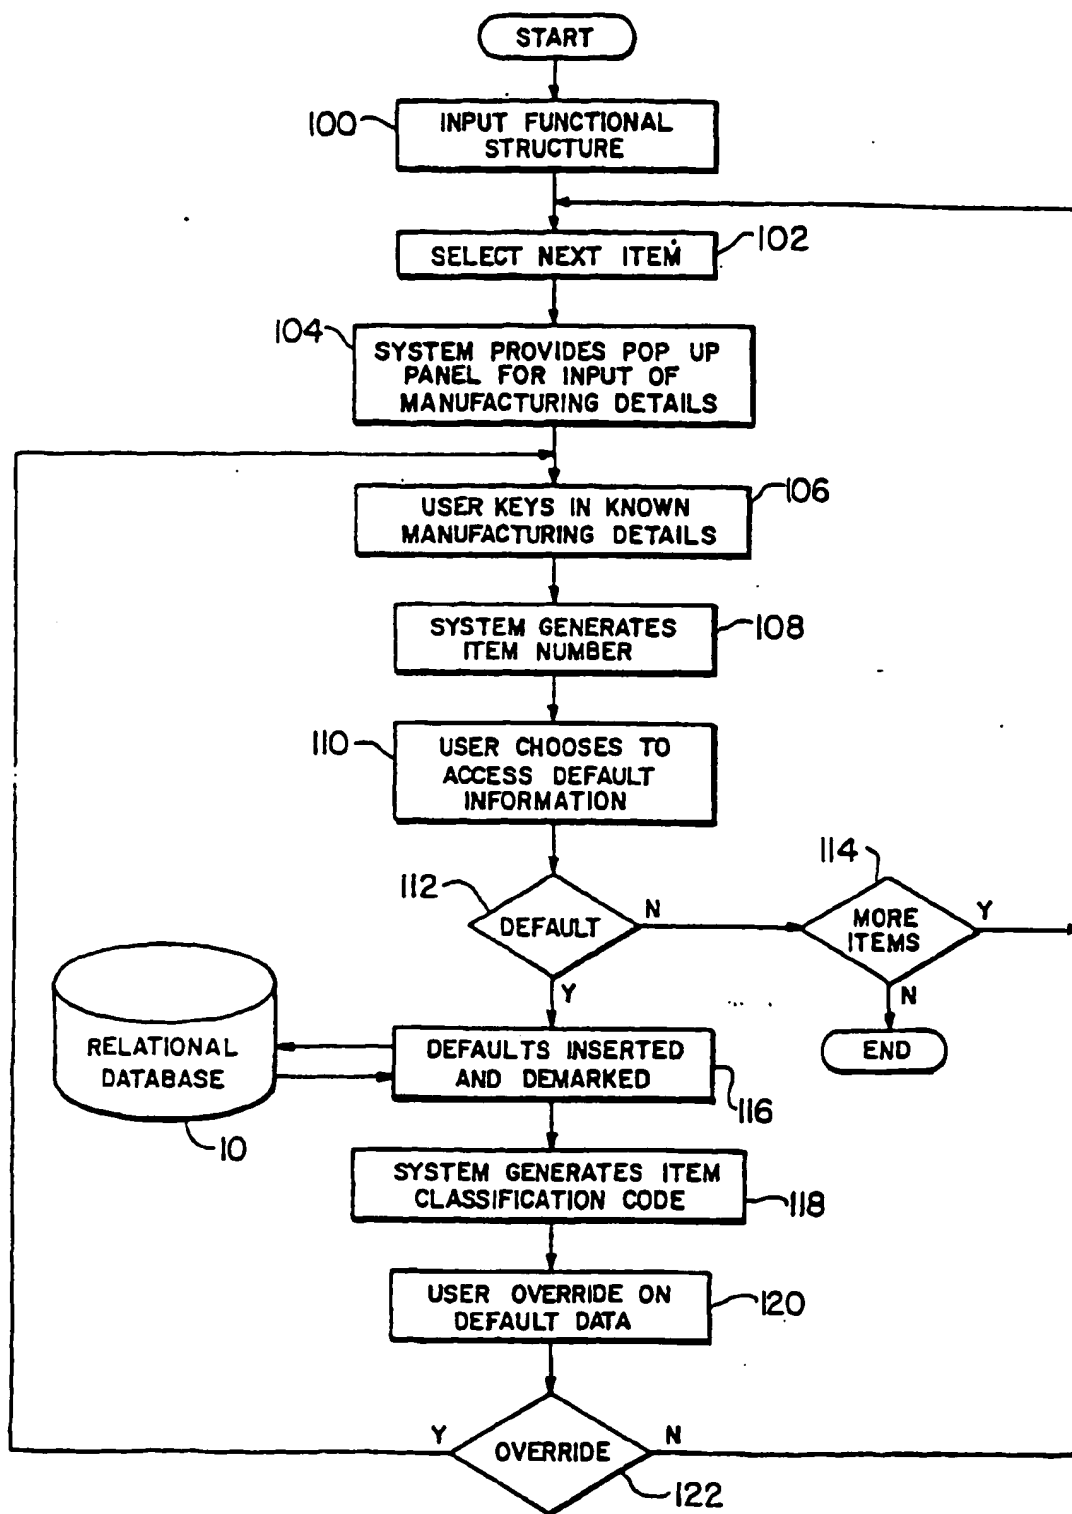 START
100
INPUT FUNCTIONAL
STRUCTURE
SELECT NEXT ITEM
102
104
SYSTEM PROVIDES POP UP
PANEL FOR INPUT OF
MANUFACTURING DETAILS
USER KEYS IN KNOWN
MANUFACTURING DETAILS
106
SYSTEM GENERATES
ITEM NUMBER
108
110
USER CHOOSES TO
ACCESS DEFAULT
INFORMATION
112
DEFAULT
N
Y
114
MORE
ITEMS
Y
N
END
RELATIONAL
DATABASE
10
DEFAULTS INSERTED
AND DEMARKED
116
SYSTEM GENERATES ITEM
CLASSIFICATION CODE
118
USER OVERRIDE ON
DEFAULT DATA
120
Y
OVERRIDE
N
122